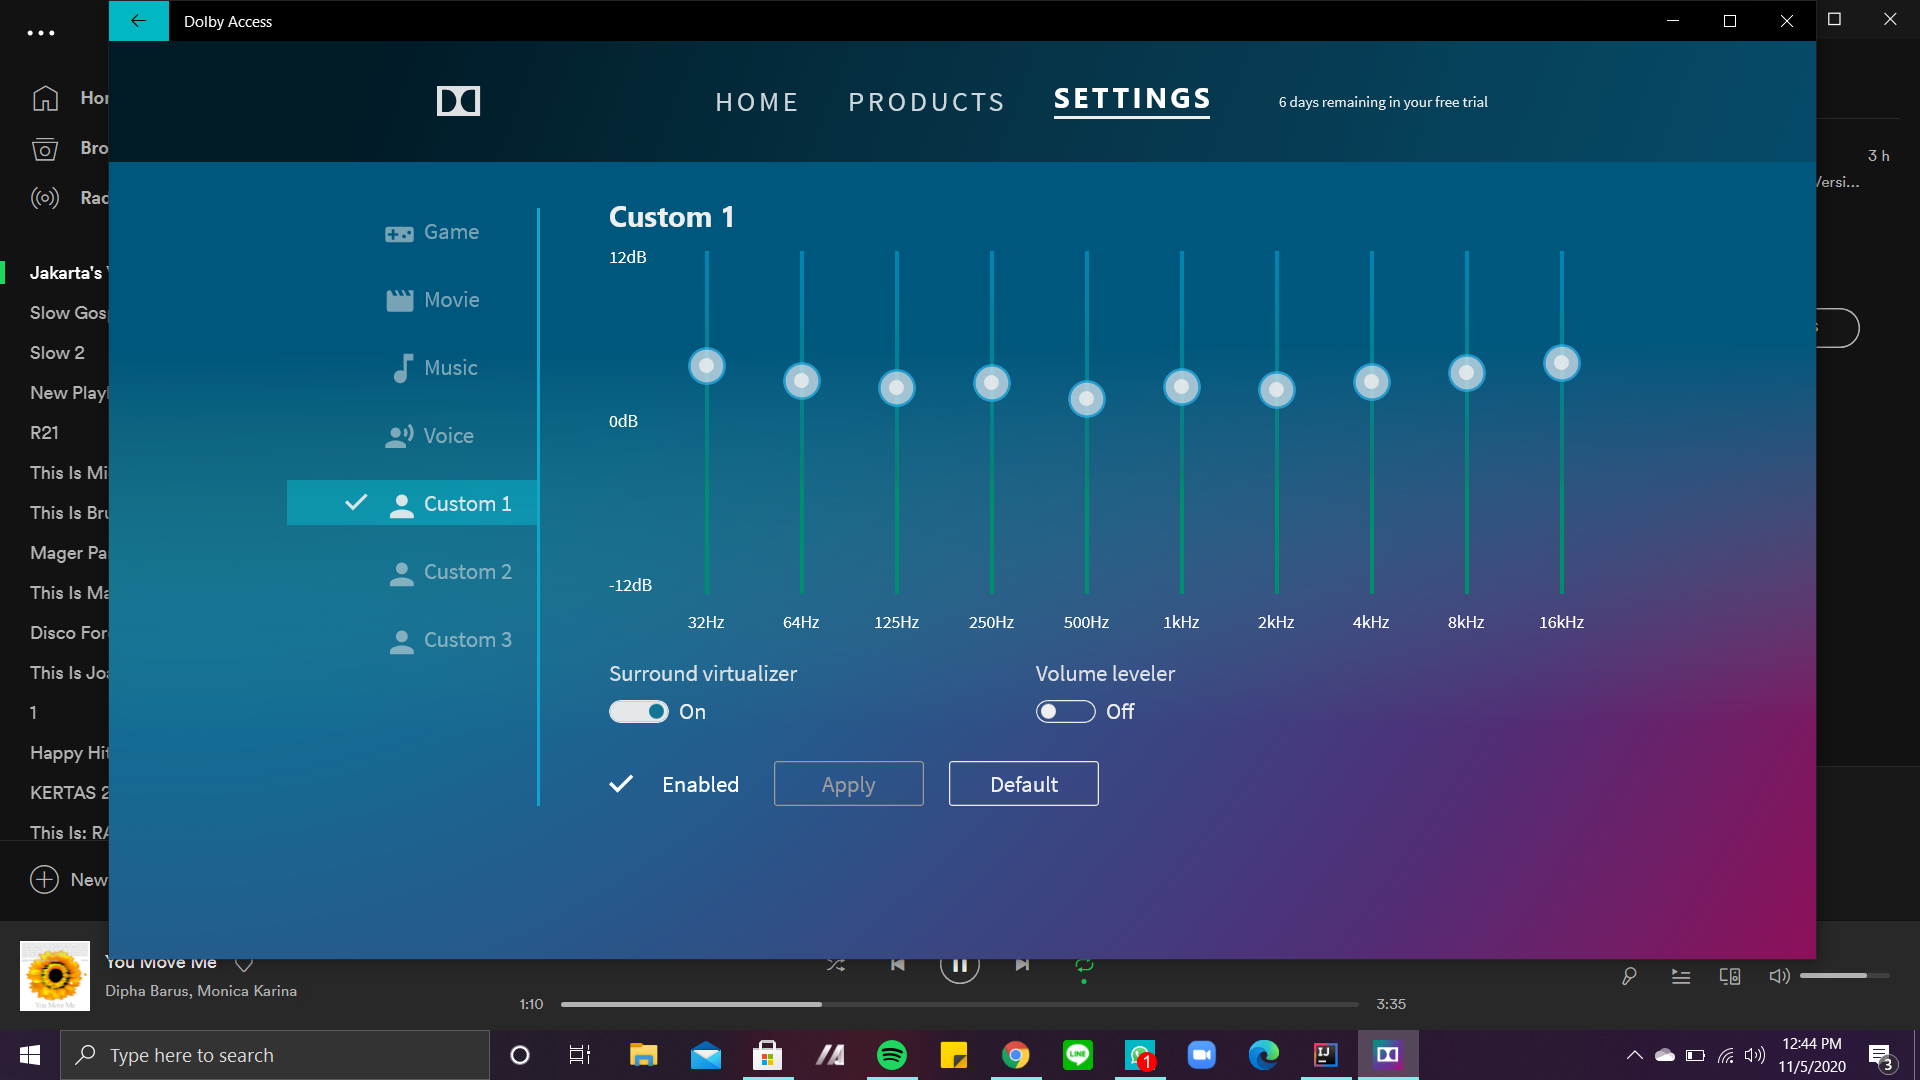 Dolby Access
HOME PRODUCTS SETTINGS 6 days remaining in your free trial
Game
Movie
Music
Voice
Custom 1
Custom 2
Custom 3
Custom 1
12dB
0dB
-12dB
32Hz 64Hz 125Hz 250Hz 500Hz 1kHz 2kHz 4kHz 8kHz 16kHz
Surround virtualizer
On
Volume leveler
Off
Enabled Apply Default
Hor
Bro
Rad
Jakarta's
Slow Gosp
Slow 2
New Playl
R21
This Is Mi
This Is Bru
Mager Pa
This Is Ma
Disco For
This Is Joa
1
Happy Hit
KERTAS 2
This Is: RA
New
3 h
Versi...
You Move Me
Dipha Barus, Monica Karina
1:10
3:35
Type here to search
LINE
1
IJ
12:44 PM
11/5/2020
3